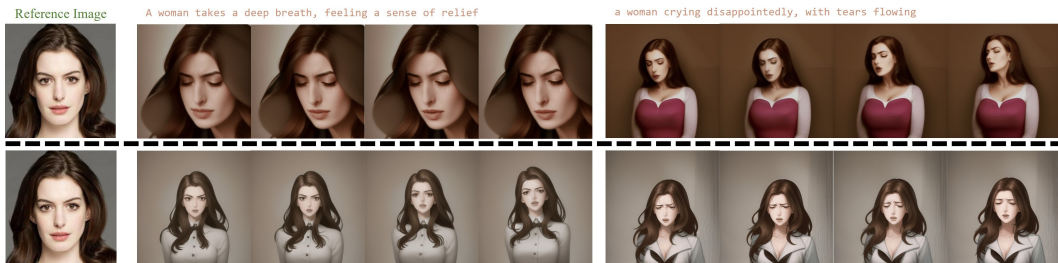 Reference Image
A woman takes a deep breath, feeling a sense of relief
a woman crying disappointedly, with tears flowing